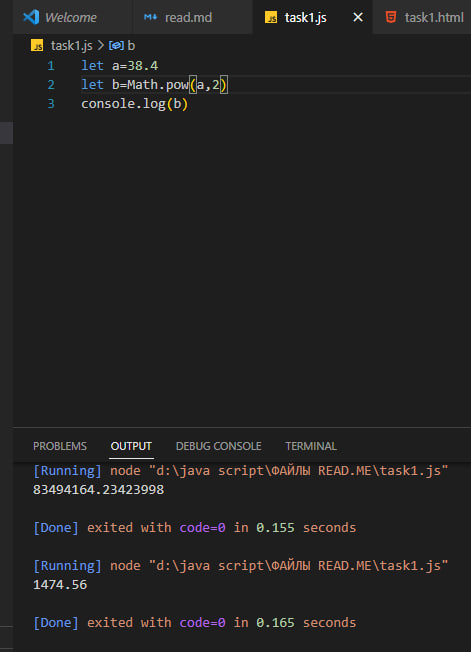 Welcome read.md task1.js task1.html
task1.js > b
1 let a=38.4
2 let b=Math.pow(a,2)
3 console.log(b)
PROBLEMS OUTPUT DEBUG CONSOLE TERMINAL
[Running] node "d:\java script\ФАЙЛЫ READ.ME\task1.js"
83494164.23423998
[Done] exited with code=0 in 0.155 seconds
[Running] node "d:\java script\ФАЙЛЫ READ.ME\task1.js"
1474.56
[Done] exited with code=0 in 0.165 seconds